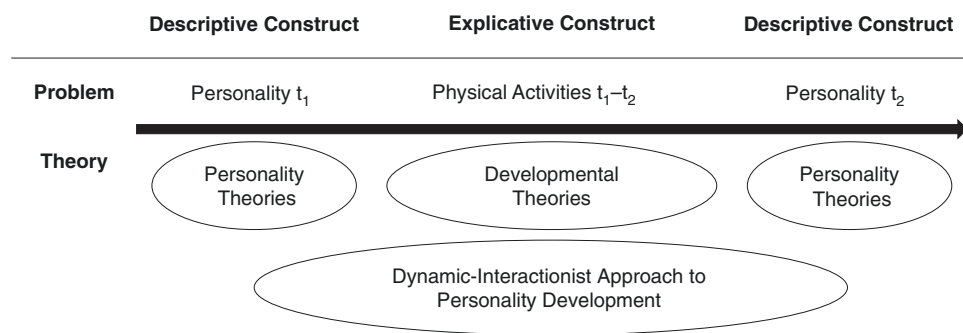 Descriptive Construct Explicative Construct Descriptive Construct
Problem Personality t₁ Physical Activities t₁–t₂ Personality t₂
Theory
Personality Theories
Developmental Theories
Personality Theories
Dynamic-Interactionist Approach to
Personality Development